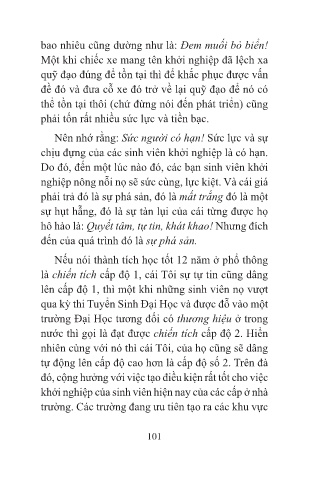 bao nhiêu cũng dường như là: Đem muối bỏ biển!
Một khi chiếc xe mang tên khởi nghiệp đã lệch xa
quỹ đạo đúng để tồn tại thì để khắc phục được vấn
đề đó và đưa cỗ xe đó trở về lại quỹ đạo để nó có
thể tồn tại thôi (chứ đừng nói đến phát triển) cũng
phải tốn rất nhiều sức lực và tiền bạc.
Nên nhớ rằng: Sức người có hạn! Sức lực và sự
chịu đựng của các sinh viên khởi nghiệp là có hạn.
Do đó, đến một lúc nào đó, các bạn sinh viên khởi
nghiệp nông nỗi nọ sẽ sức cùng, lực kiệt. Và cái giá
phải trả đó là sự phá sản, đó là mất trắng đó là một
sự hụt hẫng, đó là sự tàn lụi của cái từng được họ
hô hào là: Quyết tâm, tự tin, khát khao! Nhưng đích
đến của quá trình đó là sự phá sản.
Nếu nói thành tích học tốt 12 năm ở phổ thông
là chiến tích cấp độ 1, cái Tôi sự tự tin cũng dâng
lên cấp độ 1, thì một khi những sinh viên nọ vượt
qua kỳ thi Tuyển Sinh Đại Học và được đỗ vào một
trường Đại Học tương đối có thương hiệu ở trong
nước thì gọi là đạt được chiến tích cấp độ 2. Hiển
nhiên cùng với nó thì cái Tôi, của họ cũng sẽ dâng
tự động lên cấp độ cao hơn là cấp độ số 2. Trên đà
đó, cộng hưởng với việc tạo điều kiện rất tốt cho việc
khởi nghiệp của sinh viên hiện nay của các cấp ở nhà
trường. Các trường đang ưu tiên tạo ra các khu vực
101